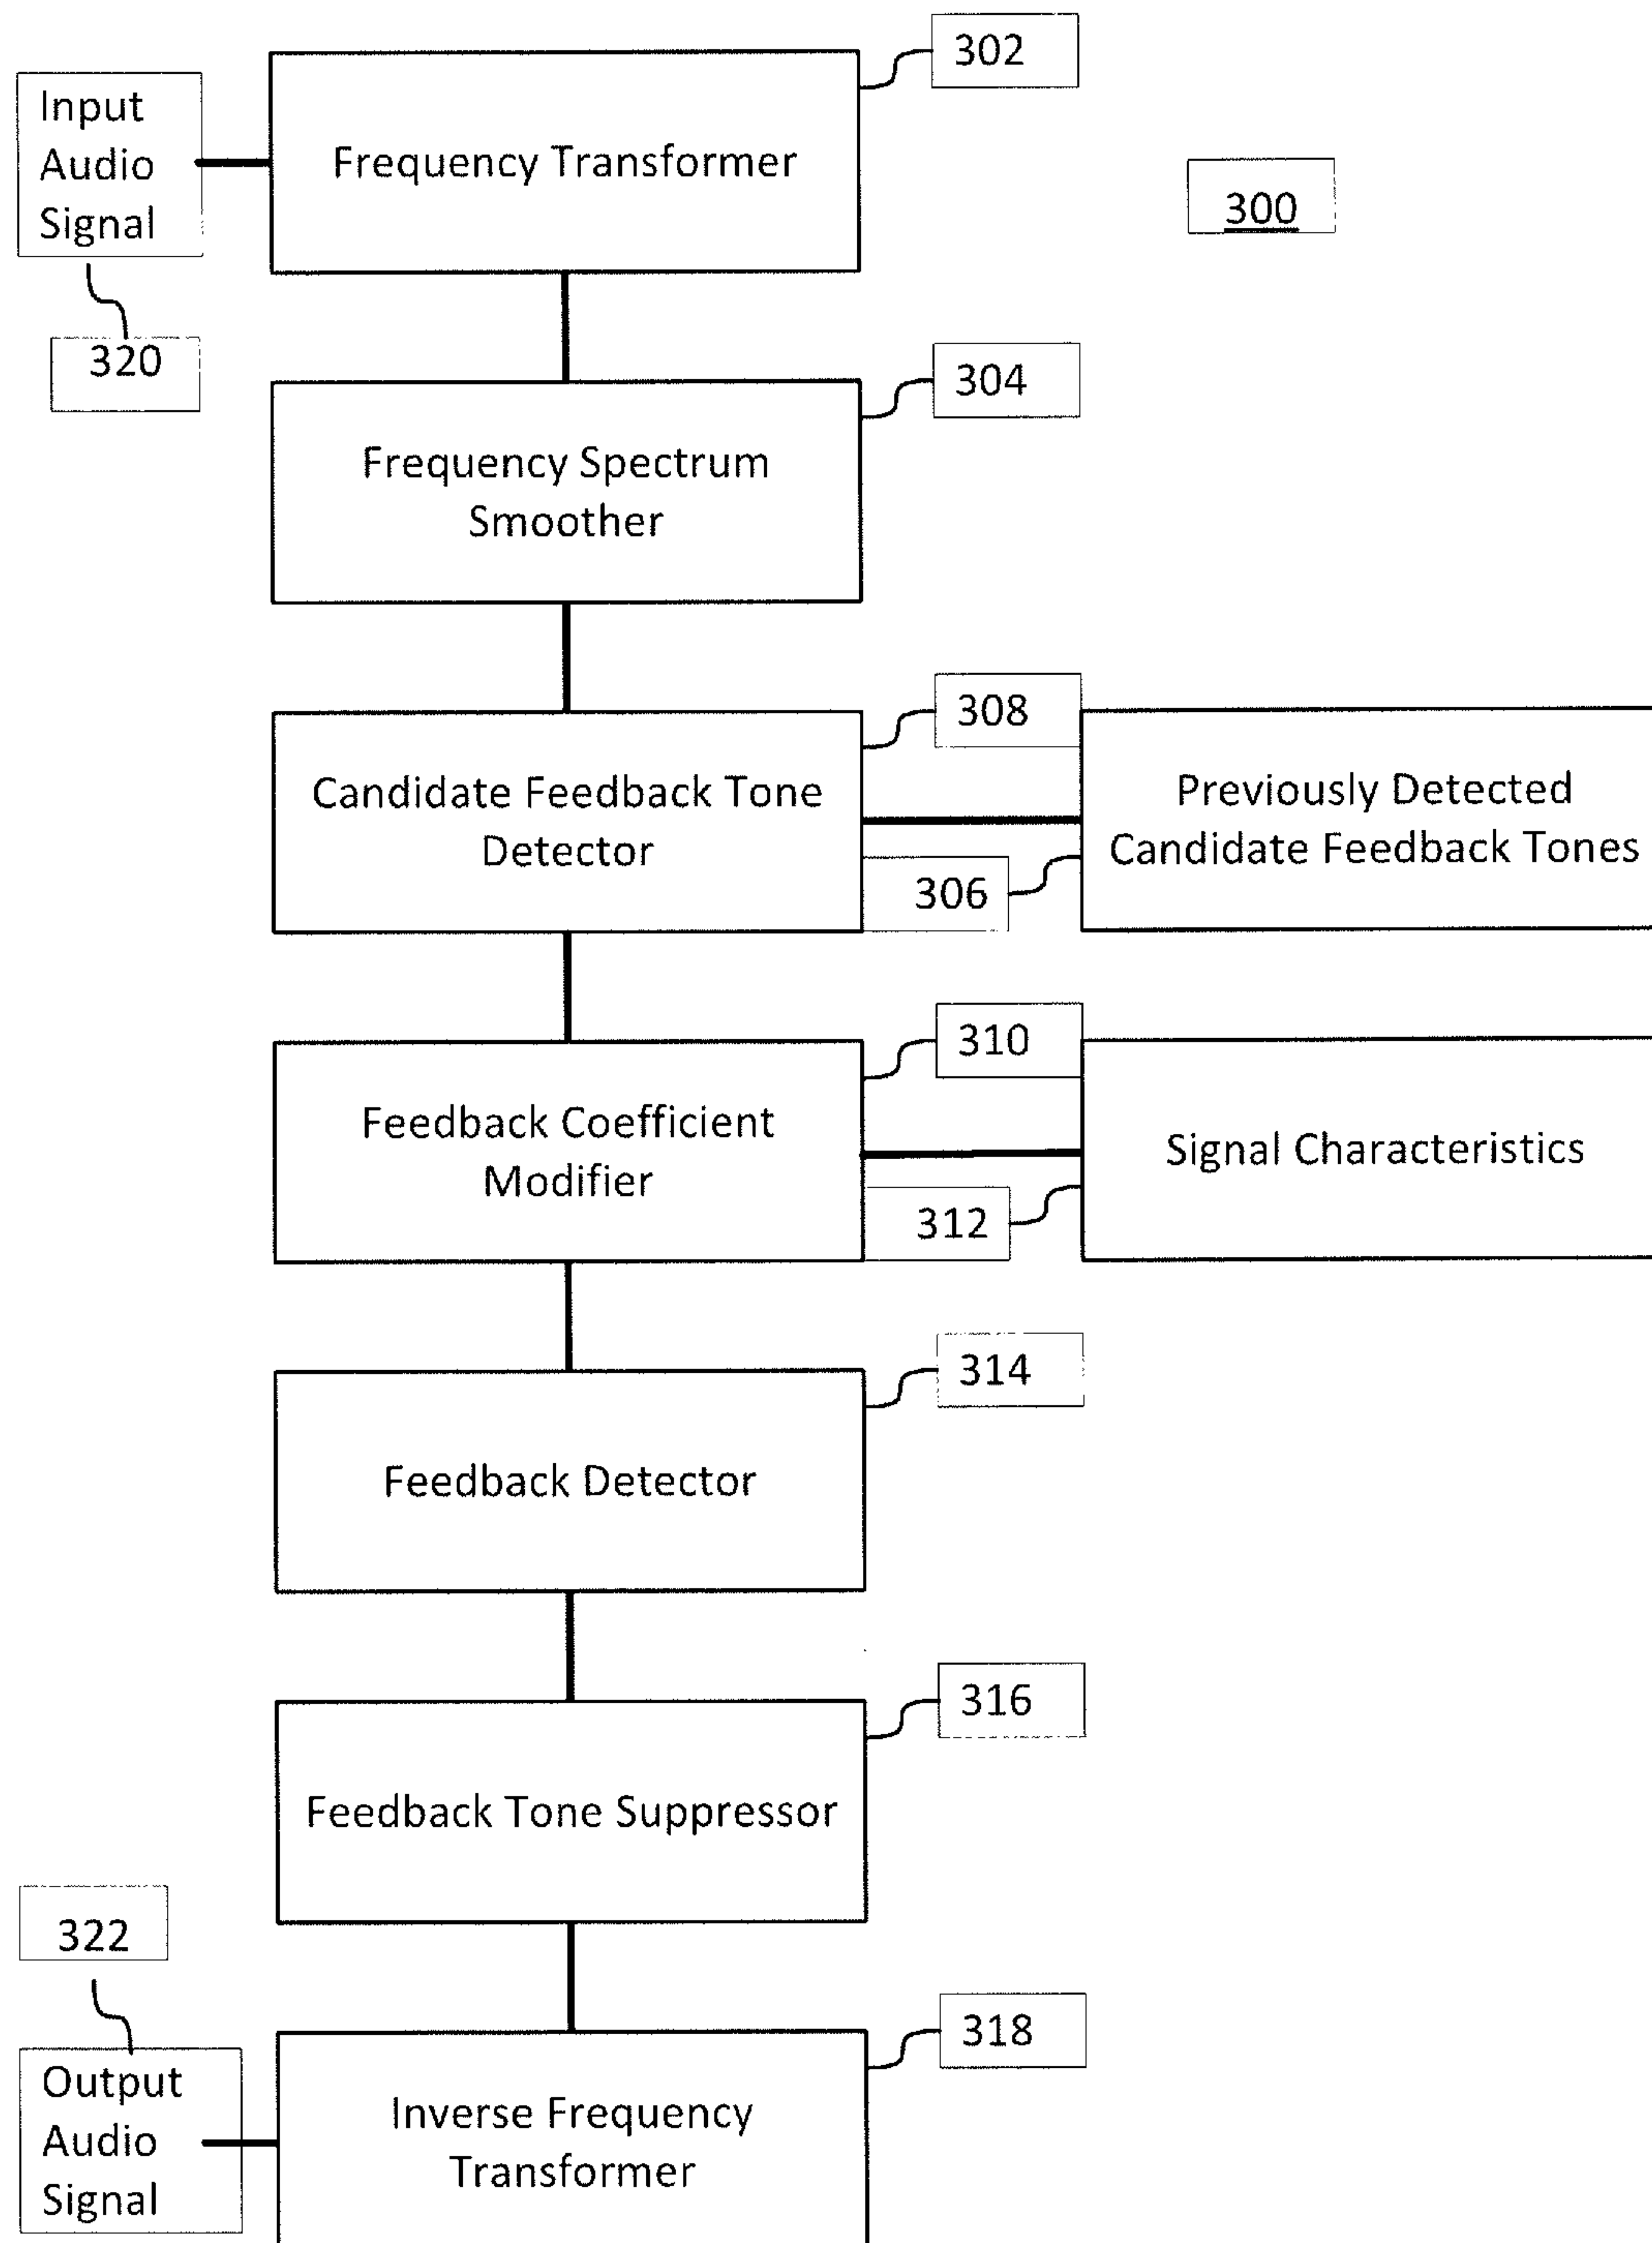 302
Input
Audio
Signal
Frequency Transformer
300
320
304
Frequency Spectrum
Smoother
308
Candidate Feedback Tone
Detector
306
Previously Detected
Candidate Feedback Tones
310
Feedback Coefficient
Modifier
312
Signal Characteristics
314
Feedback Detector
316
Feedback Tone Suppressor
322
318
Output
Audio
Signal
Inverse Frequency
Transformer